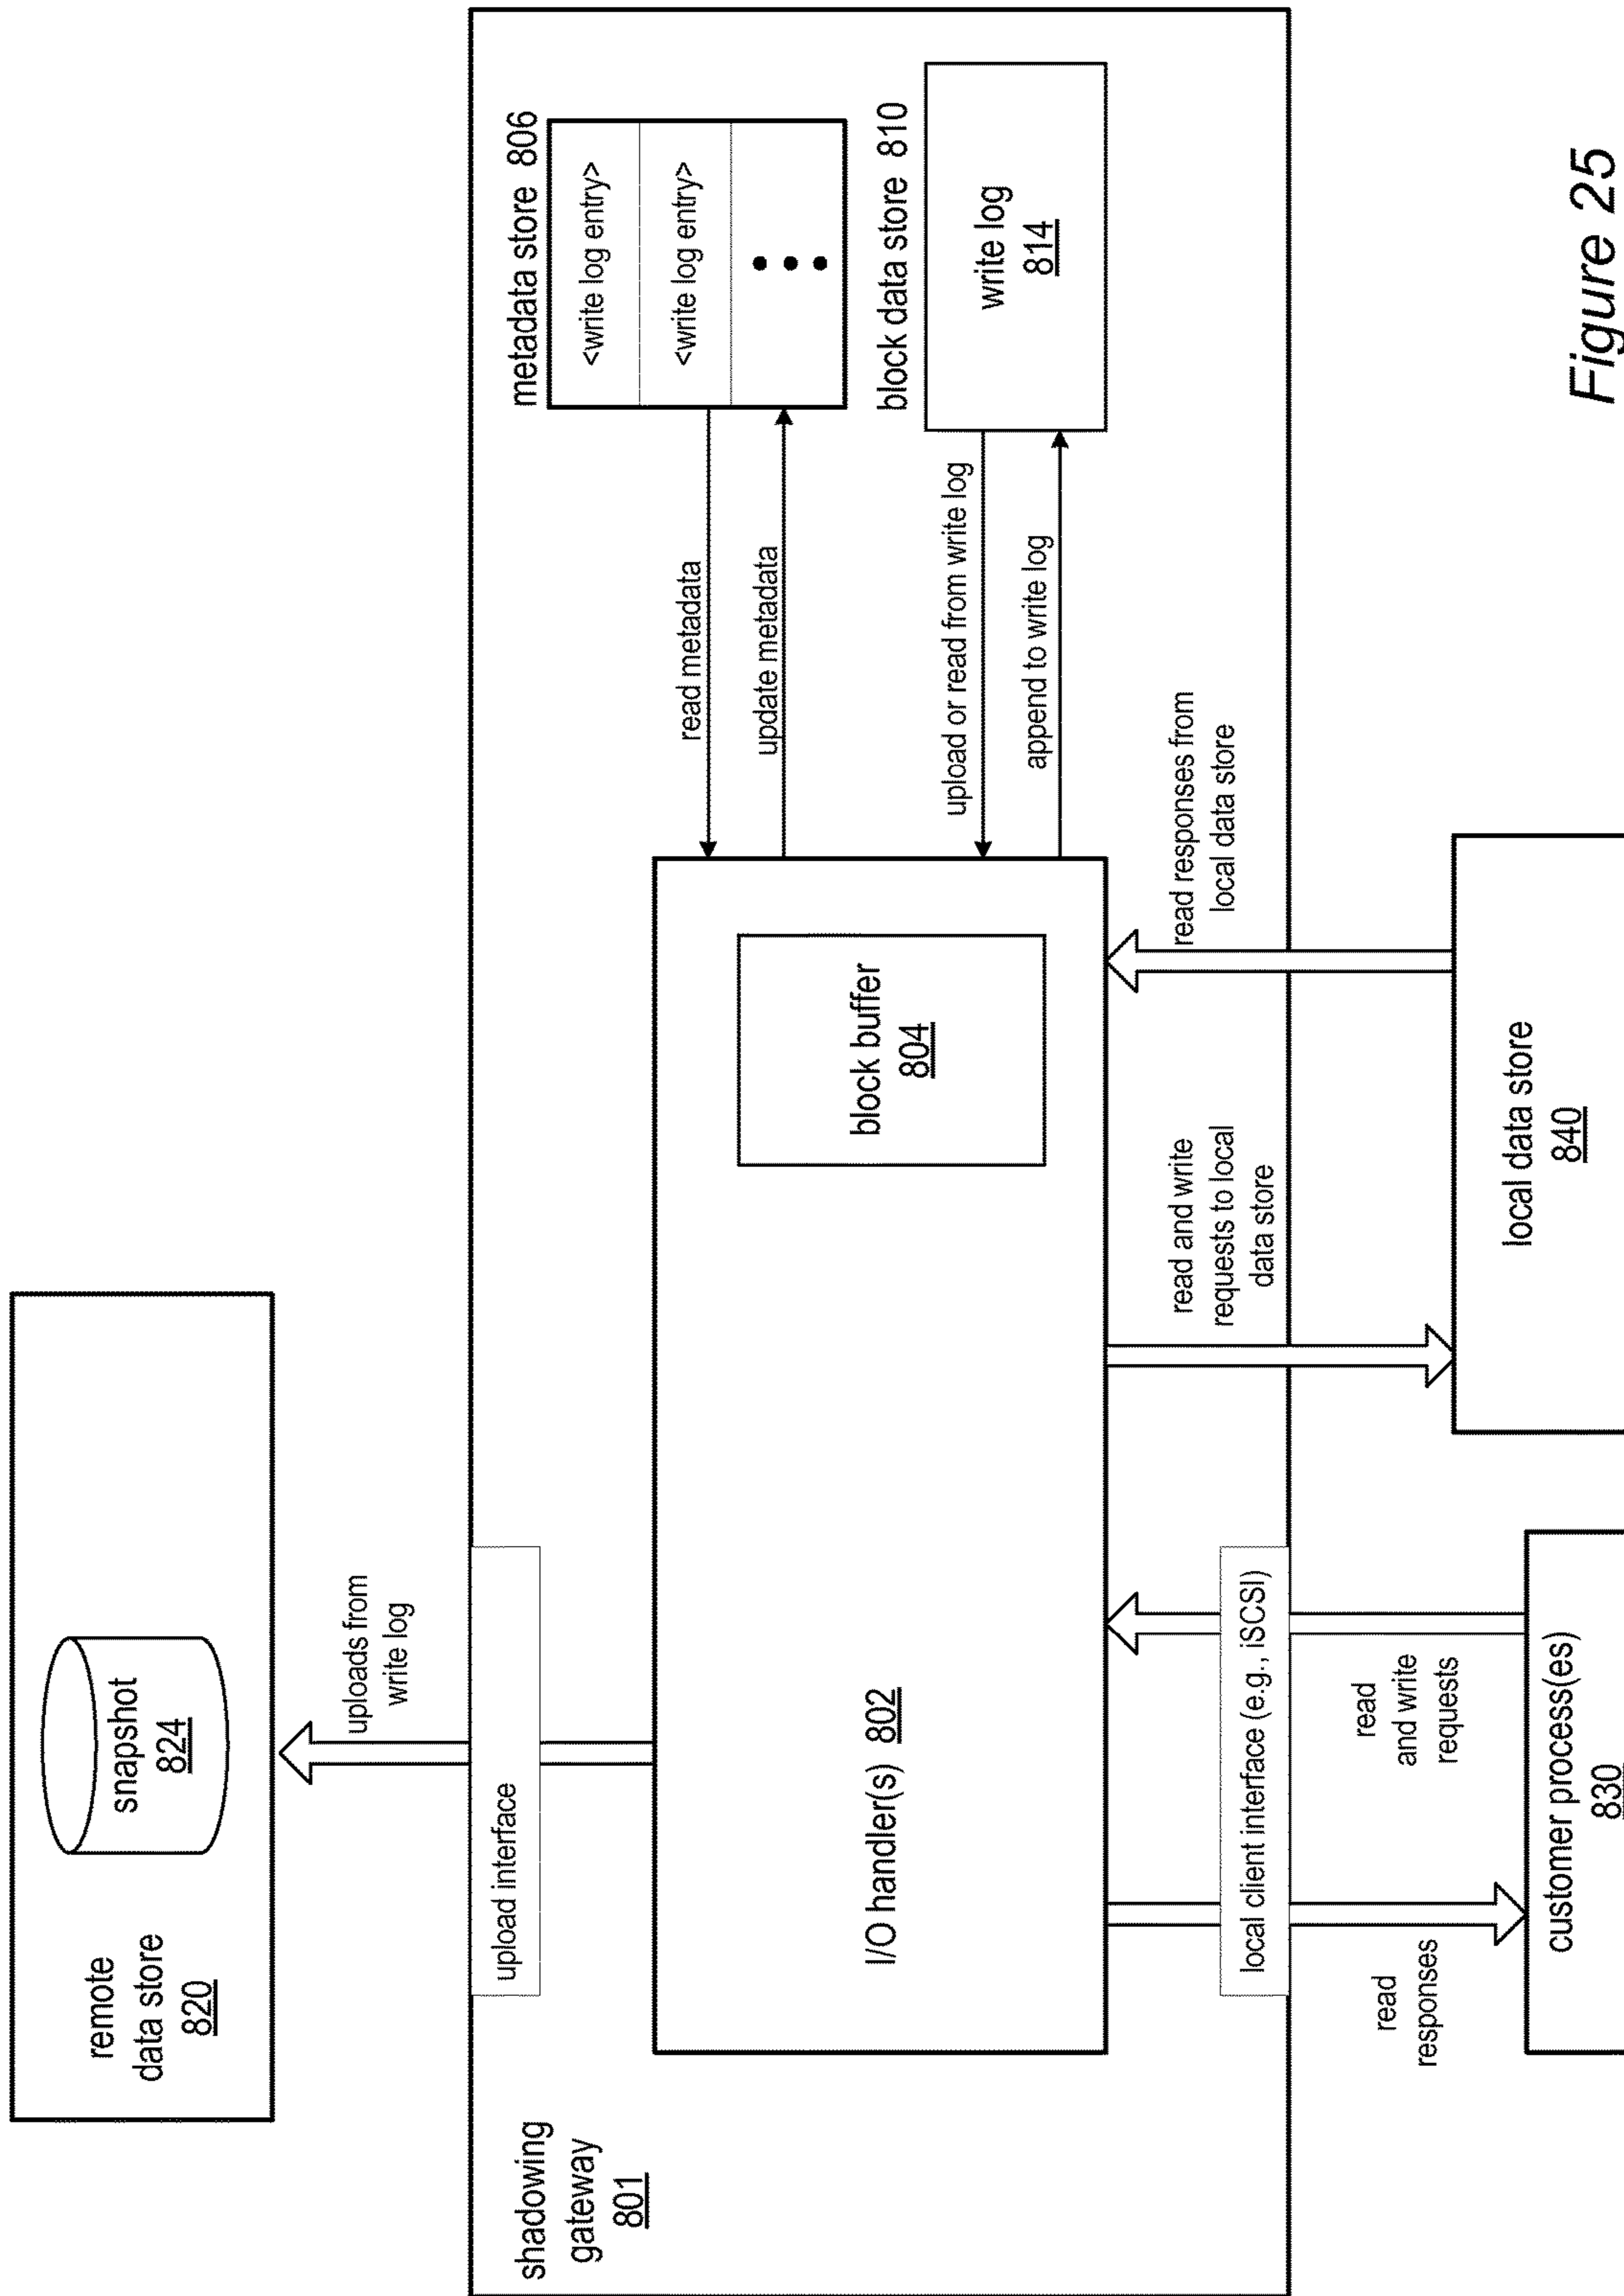 remote
data store
820
snapshot
824
uploads from
write log
shadowing
gateway
801
upload interface
I/O handler(s) 802
block buffer
804
read metadata
update metadata
metadata store 806
<write log entry>
<write log entry>
upload or read from write log
append to write log
block data store 810
write log
814
local client interface (e.g., iSCSI)
read
responses
read
and write
requests
read and write
requests to local
data store
read responses from
local data store
customer process(es)
830
local data store
840
Figure 25